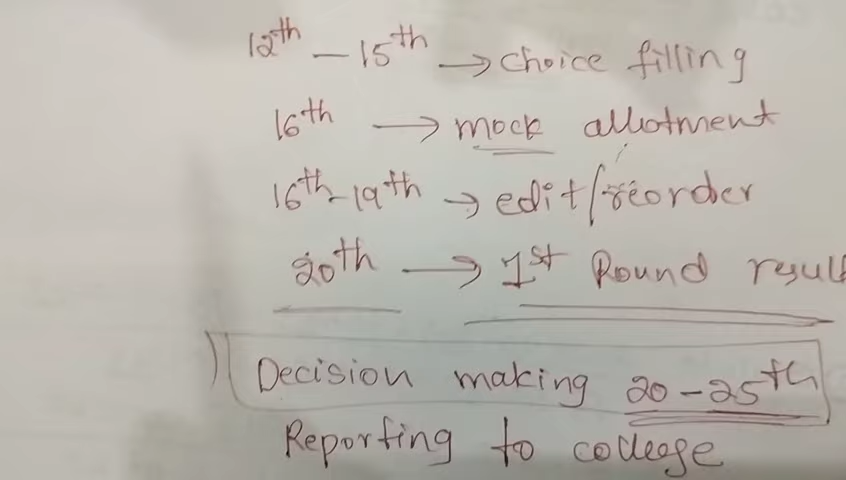 12th - 15th → choice filling
16th → mock allotment
16th-19th → edit/reorder
20th → 1st Round result
Decision making 20-25th
Reporting to college